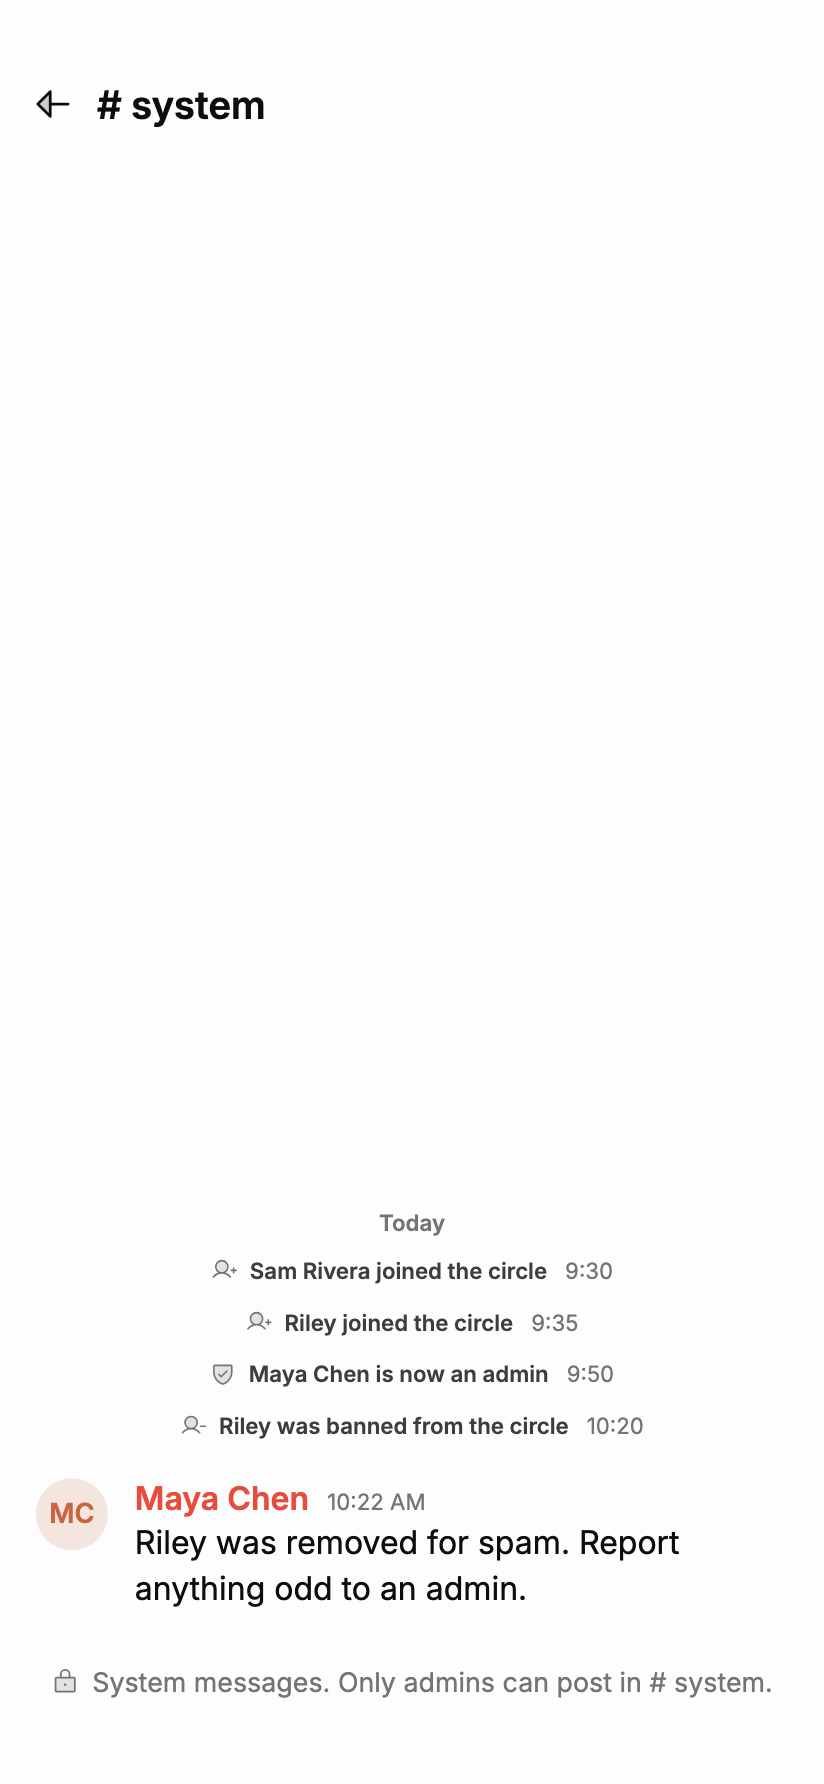 # system
Today
Sam Rivera joined the circle 9:30
Riley joined the circle 9:35
Maya Chen is now an admin 9:50
Riley was banned from the circle 10:20
MC
Maya Chen 10:22 AM
Riley was removed for spam. Report
anything odd to an admin.
System messages. Only admins can post in # system.